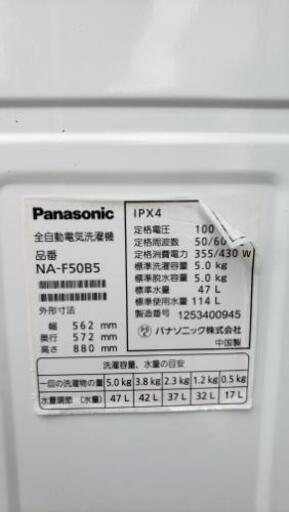 Panasonic
全自動電気洗濯機
品番
NA-F50B5
外形寸法
幅 562 mm
奥行 572 mm
高さ 880 mm
IPX4
定格電圧 100
定格周波数 50/60
定格消費電力 355/430 W
標準洗濯容量 5.0 kg
標準脱水容量 5.0 kg
標準水量 47 L
標準使用水量 114 L
製造番号 1253400945
パナソニック株式会社
中国製
洗濯容量、水量の目安
一回の洗濯物の量 5.0 kg 3.8 kg 2.3 kg 1.2 kg 0.5 kg
水量調節 (水量) 47 L 42 L 37 L 32 L 17 L